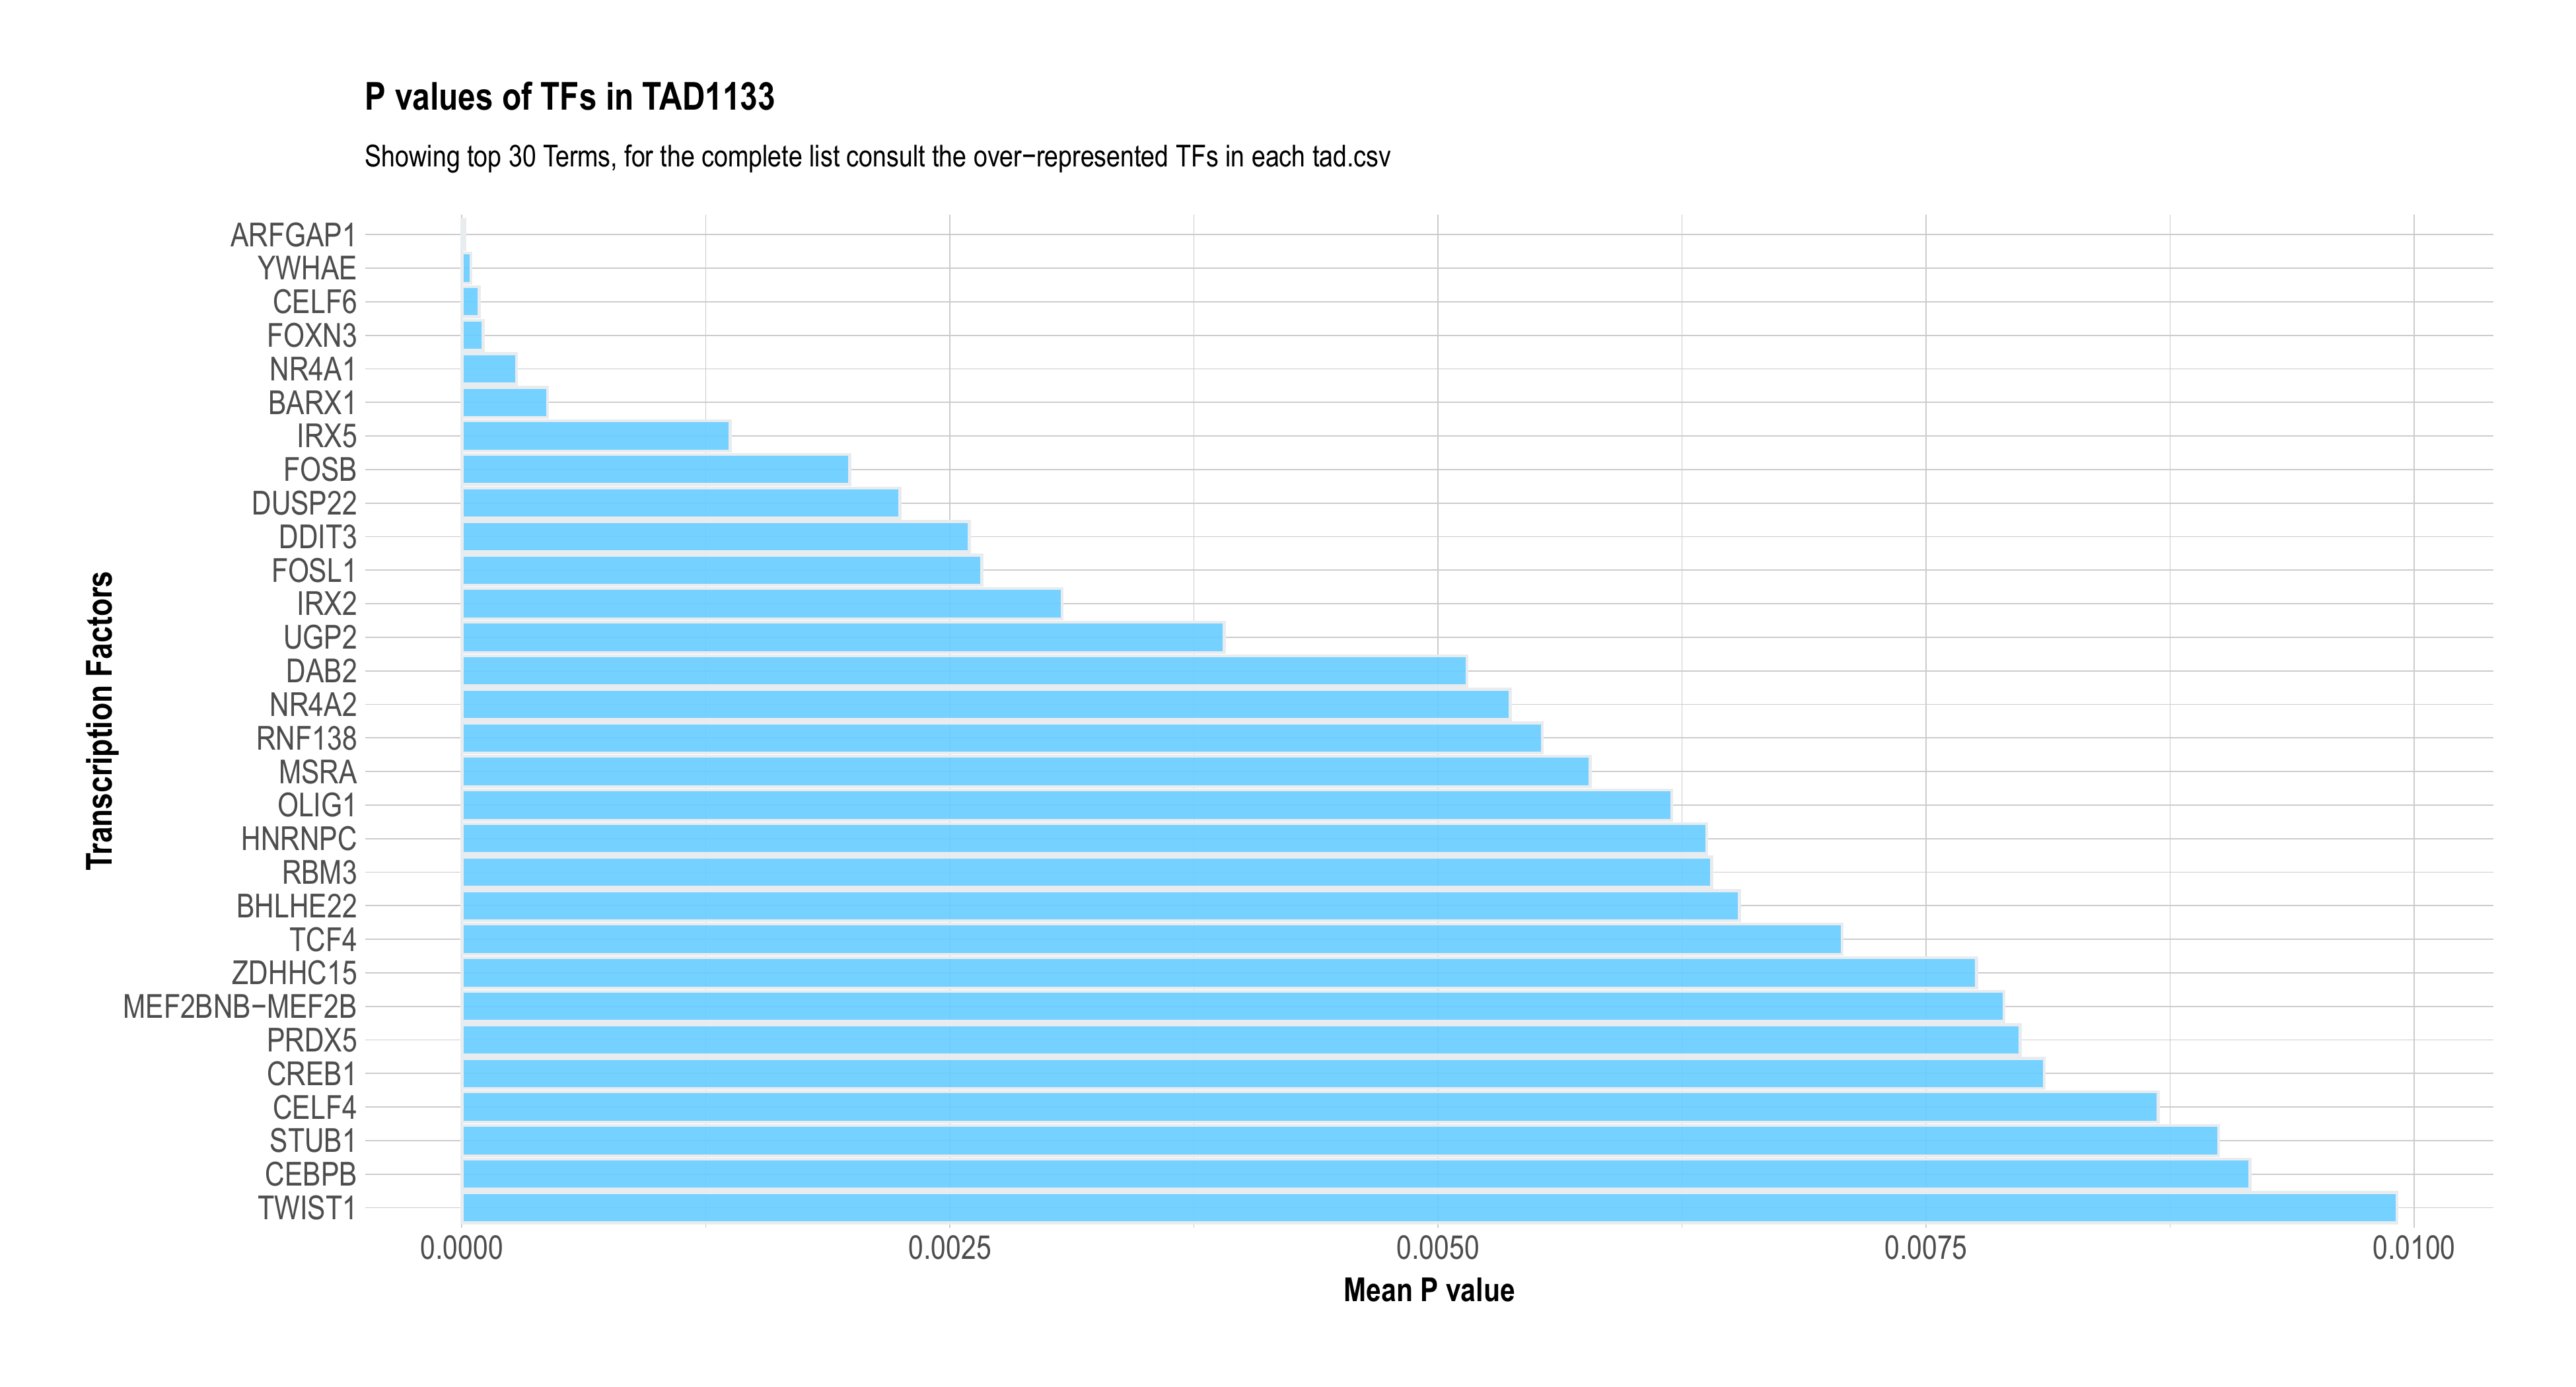 P values of TFs in TAD1133
Showing top 30 Terms, for the complete list consult the over−represented TFs in each tad.csv
Transcription Factors
ARFGAP1
YWHAE
CELF6
FOXN3
NR4A1
BARX1
IRX5
FOSB
DUSP22
DDIT3
FOSL1
IRX2
UGP2
DAB2
NR4A2
RNF138
MSRA
OLIG1
HNRNPC
RBM3
BHLHE22
TCF4
ZDHHC15
MEF2BNB−MEF2B
PRDX5
CREB1
CELF4
STUB1
CEBPB
TWIST1
0.0000 0.0025 0.0050 0.0075 0.0100
Mean P value